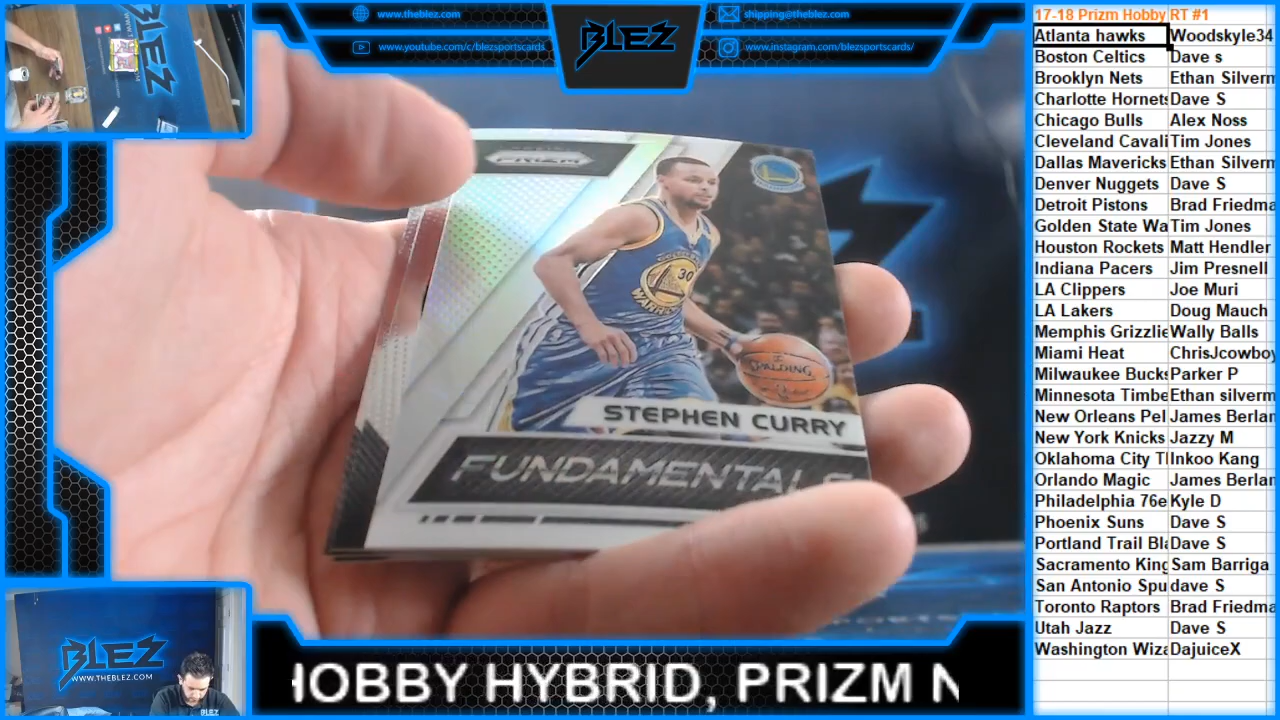 www.theblez.com
www.youtube.com/c/blezsportscards
BLEZ
shipping@theblez.com
www.instagram.com/blezsportscards/
PRIZM
30
WARRIORS
SPALDING
STEPHEN CURRY
FUNDAMENTALS
BLEZ
WWW.THEBLEZ.COM
BLEZ
HOBBY HYBRID, PRIZM N
17-18 Prizm Hobby RT #1
Atlanta hawks Woodskyle34
Boston Celtics Dave s
Brooklyn Nets Ethan Silverm
Charlotte Hornets Dave S
Chicago Bulls Alex Noss
Cleveland Cavali Tim Jones
Dallas Mavericks Ethan Silverm
Denver Nuggets Dave S
Detroit Pistons Brad Friedma
Golden State Wa Tim Jones
Houston Rockets Matt Hendler
Indiana Pacers Jim Presnell
LA Clippers Joe Muri
LA Lakers Doug Mauch
Memphis Grizzlie Wally Balls
Miami Heat ChrisJcowboy
Milwaukee Bucks Parker P
Minnesota Timbe Ethan silverm
New Orleans Pel James Berlan
New York Knicks Jazzy M
Oklahoma City T Inkoo Kang
Orlando Magic James Berlan
Philadelphia 76e Kyle D
Phoenix Suns Dave S
Portland Trail Bla Dave S
Sacramento King Sam Barriga
San Antonio Spu dave S
Toronto Raptors Brad Friedma
Utah Jazz Dave S
Washington Wiza DajuiceX